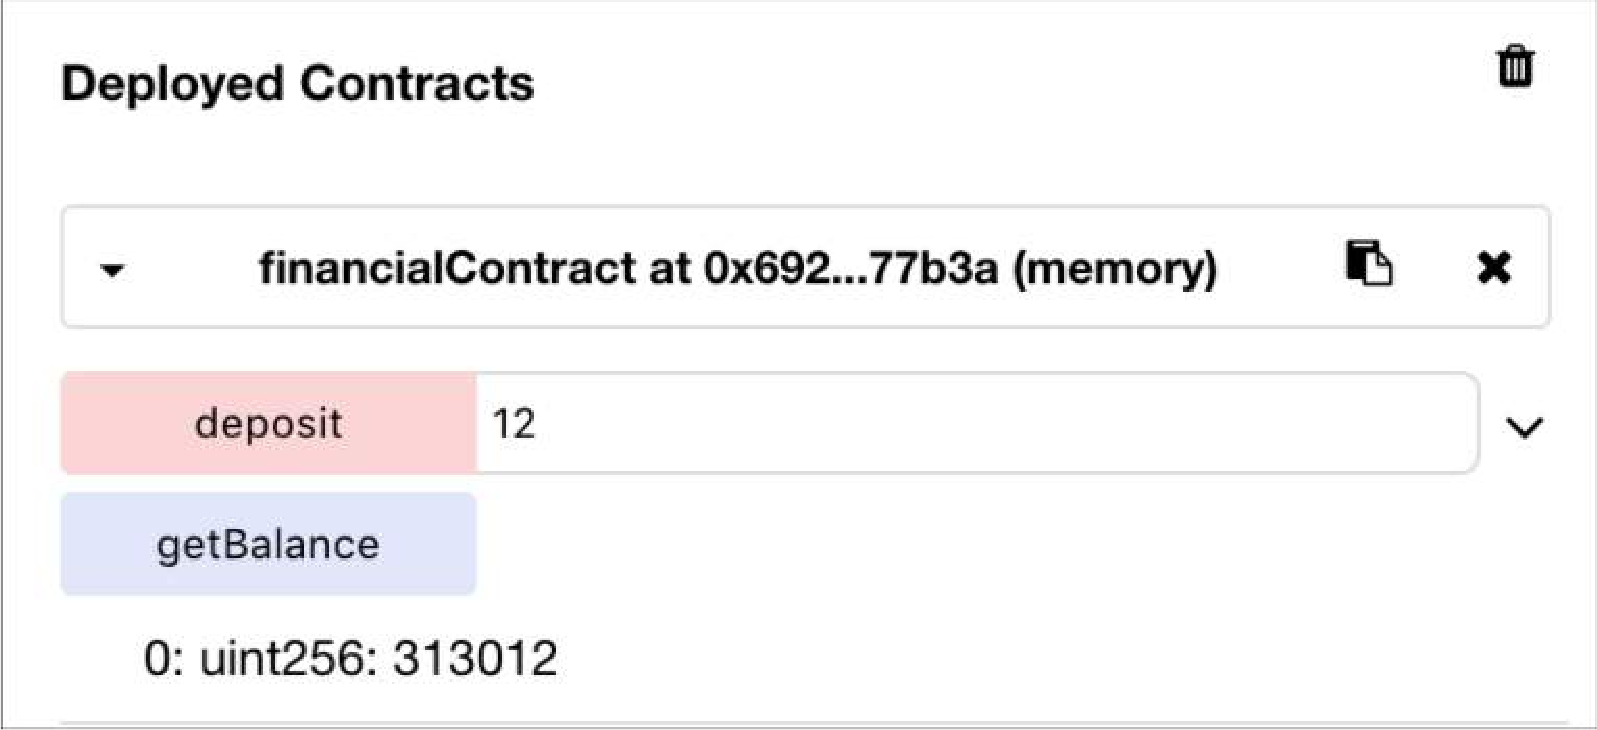 Deployed Contracts
financialContract at 0x692...77b3a (memory)
deposit 12
getBalance
0: uint256: 313012